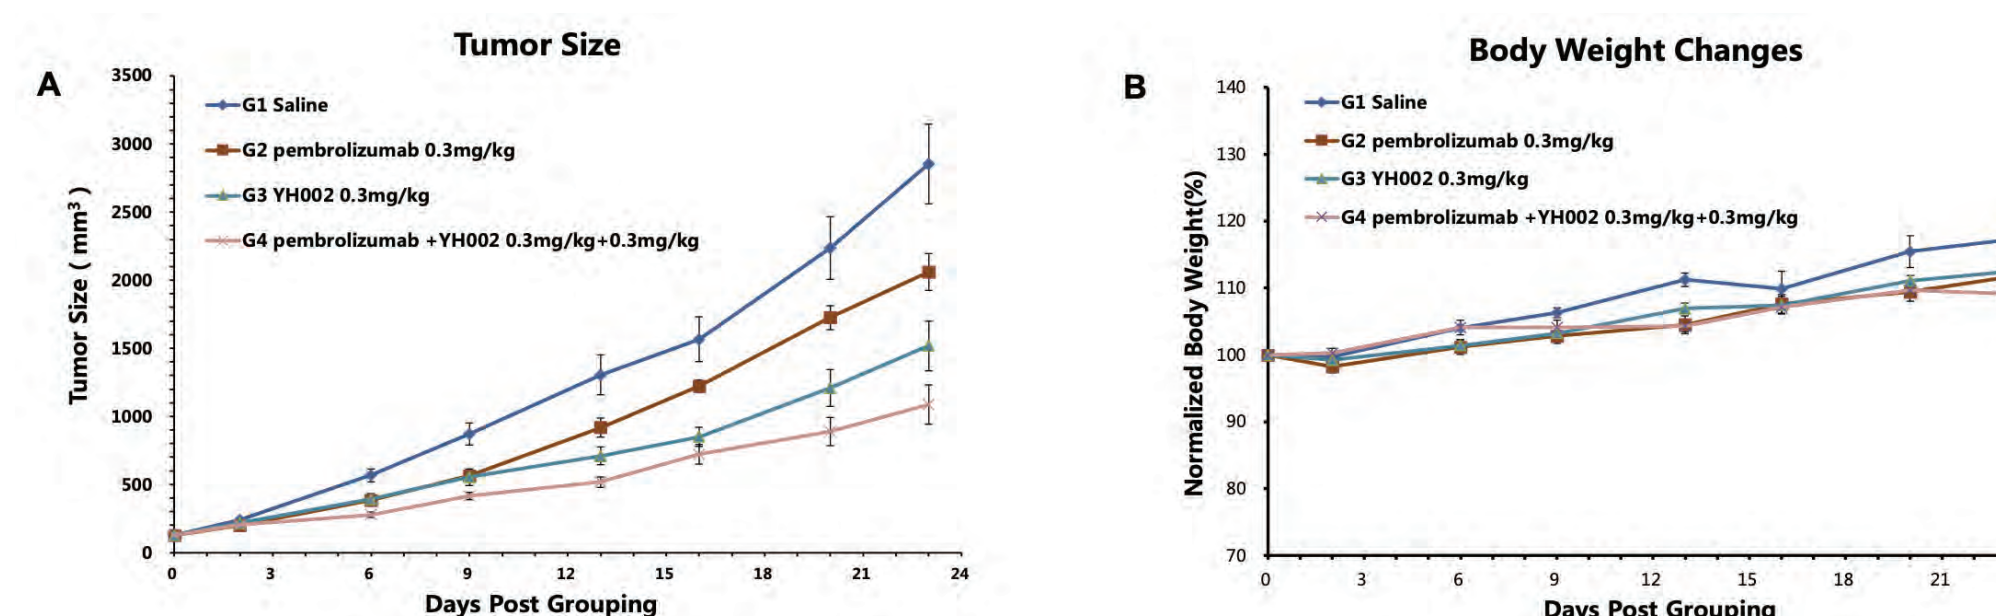 Tumor Size
A
3500
3000
2500
2000
1500
1000
500
0
Tumor Size ( mm³ )
G1 Saline
G2 pembrolizumab 0.3mg/kg
G3 YH002 0.3mg/kg
G4 pembrolizumab +YH002 0.3mg/kg+0.3mg/kg
0 3 6 9 12 15 18 21 24
Days Post Grouping
Body Weight Changes
B
140
130
120
110
100
90
80
70
Normalized Body Weight(%)
G1 Saline
G2 pembrolizumab 0.3mg/kg
G3 YH002 0.3mg/kg
G4 pembrolizumab +YH002 0.3mg/kg+0.3mg/kg
0 3 6 9 12 15 18 21
Days Post Grouping